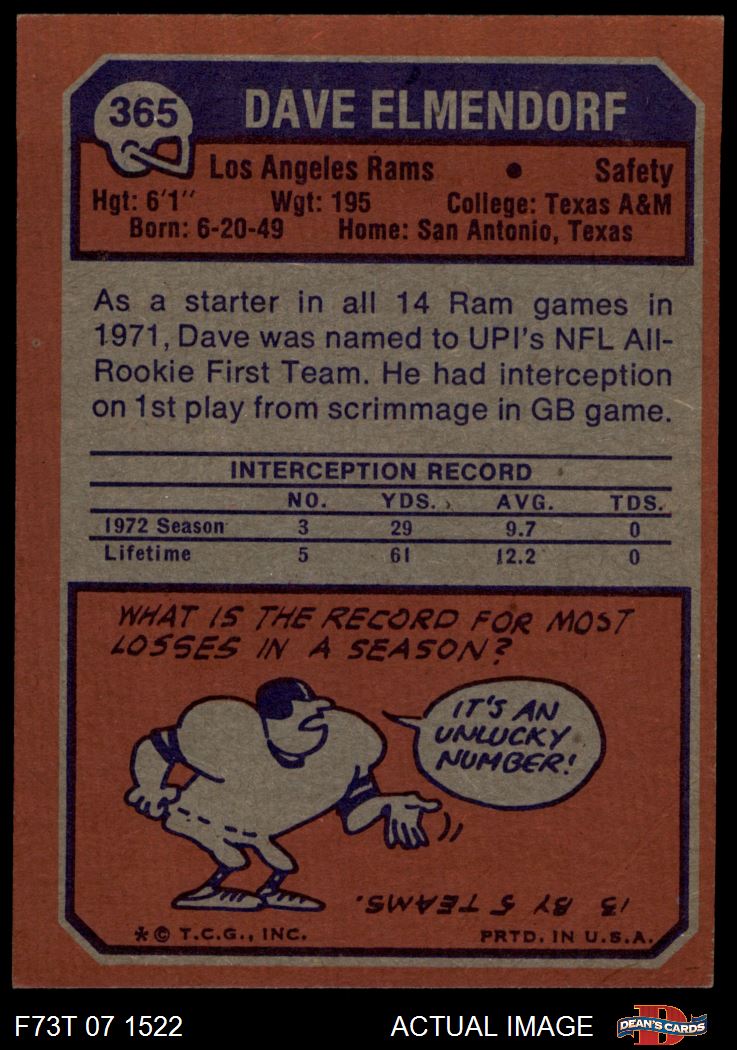 365
DAVE ELMENDORF
Los Angeles Rams • Safety
Hgt: 6'1" Wgt: 195 College: Texas A&M
Born: 6-20-49 Home: San Antonio, Texas
As a starter in all 14 Ram games in
1971, Dave was named to UPI's NFL All-
Rookie First Team. He had interception
on 1st play from scrimmage in GB game.
INTERCEPTION RECORD
NO. YDS. AVG. TDS.
1972 Season 3 29 9.7 0
Lifetime 5 61 12.2 0
WHAT IS THE RECORD FOR MOST
LOSSES IN A SEASON?
IT'S AN
UNLUCKY
NUMBER!
13 BY 5 TEAMS.
* © T.C.G., INC. PRTD. IN U.S.A.
F73T 07 1522 ACTUAL IMAGE
D
DEAN'S CARDS